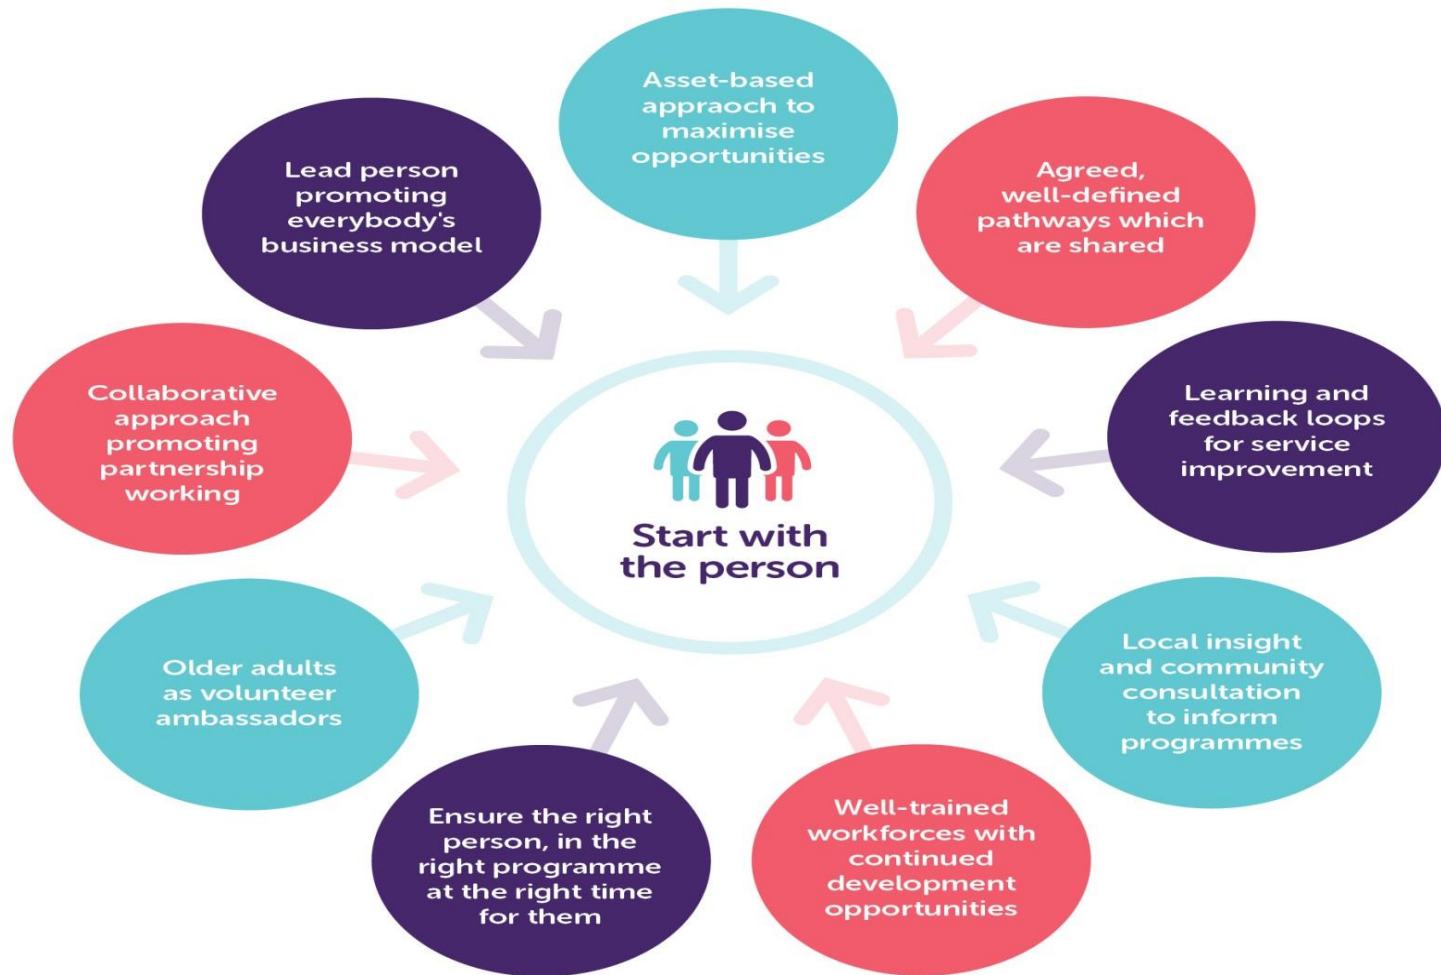 Asset-based
appraoch to
maximise
opportunities
Agreed,
well-defined
pathways which
are shared
Learning and
feedback loops
for service
improvement
Local insight
and community
consultation
to inform
programmes
Well-trained
workforces with
continued
development
opportunities
Ensure the right
person, in the
right programme
at the right time
for them
Older adults
as volunteer
ambassadors
Collaborative
approach
promoting
partnership
working
Lead person
promoting
everybody's
business model
Start with
the person